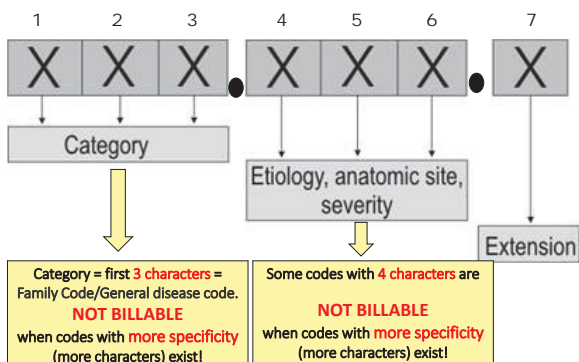 1 2 3 4 5 6 7
X X X . X X X . X
Category
Etiology, anatomic site,
severity
Extension
Category = first 3 characters =
Family Code/General disease code.
NOT BILLABLE
when codes with more specificity
(more characters) exist!
Some codes with 4 characters are
NOT BILLABLE
when codes with more specificity
(more characters) exist!